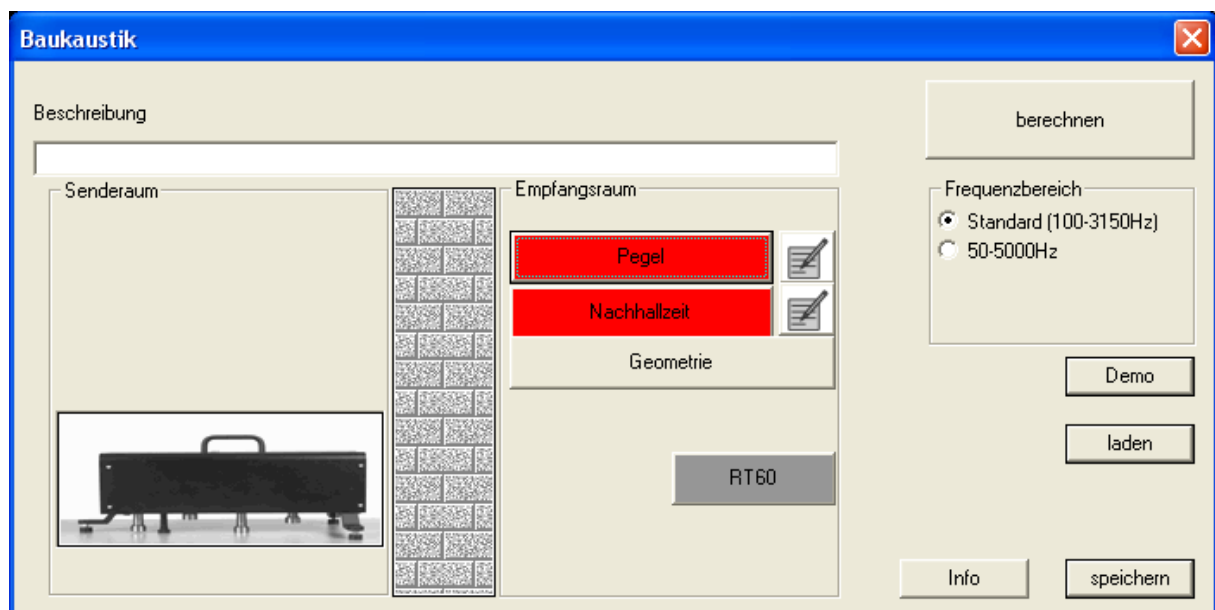 Baukaustik
Beschreibung
berechnen
Senderaum
Empfangsraum
Pegel
Nachhallzeit
Geometrie
RT60
Frequenzbereich
Standard (100-3150Hz)
50-5000Hz
Demo
laden
Info
speichern